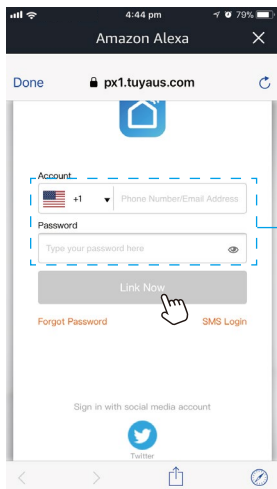 4:44 pm
79%
Amazon Alexa
Done
px1.tuyaus.com
Account
+1
Phone Number/Email Address
Password
Type your password here
Link Now
Forgot Password
SMS Login
Sign in with social media account
Twitter